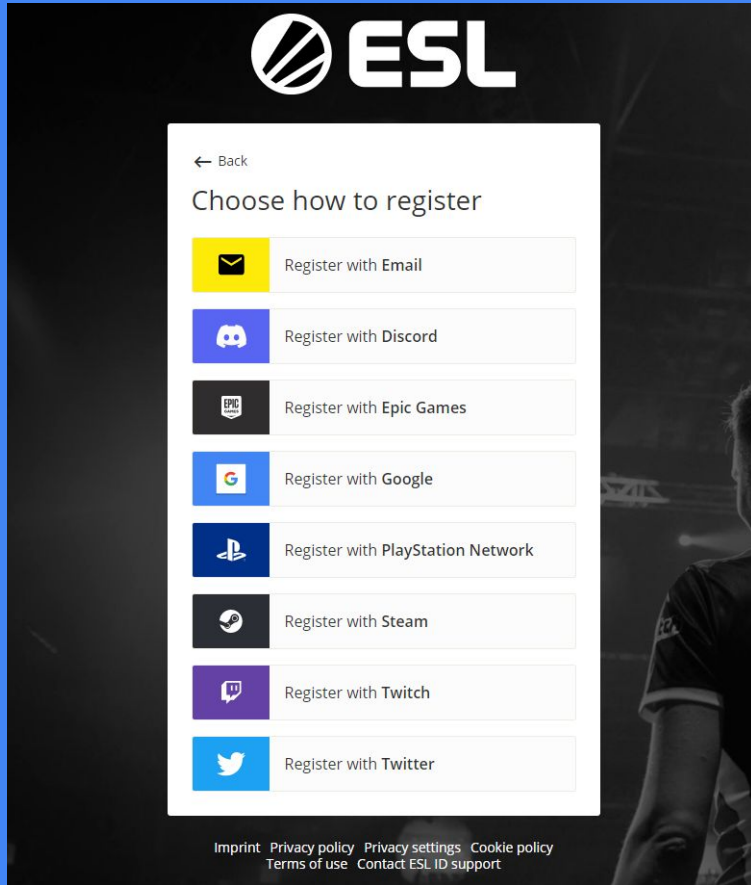 ESL
Back
Choose how to register
Register with Email
Register with Discord
EPIC
GAMES
Register with Epic Games
G
Register with Google
Register with PlayStation Network
Register with Steam
Register with Twitch
Register with Twitter
Imprint Privacy policy Privacy settings Cookie policy
Terms of use Contact ESL ID support